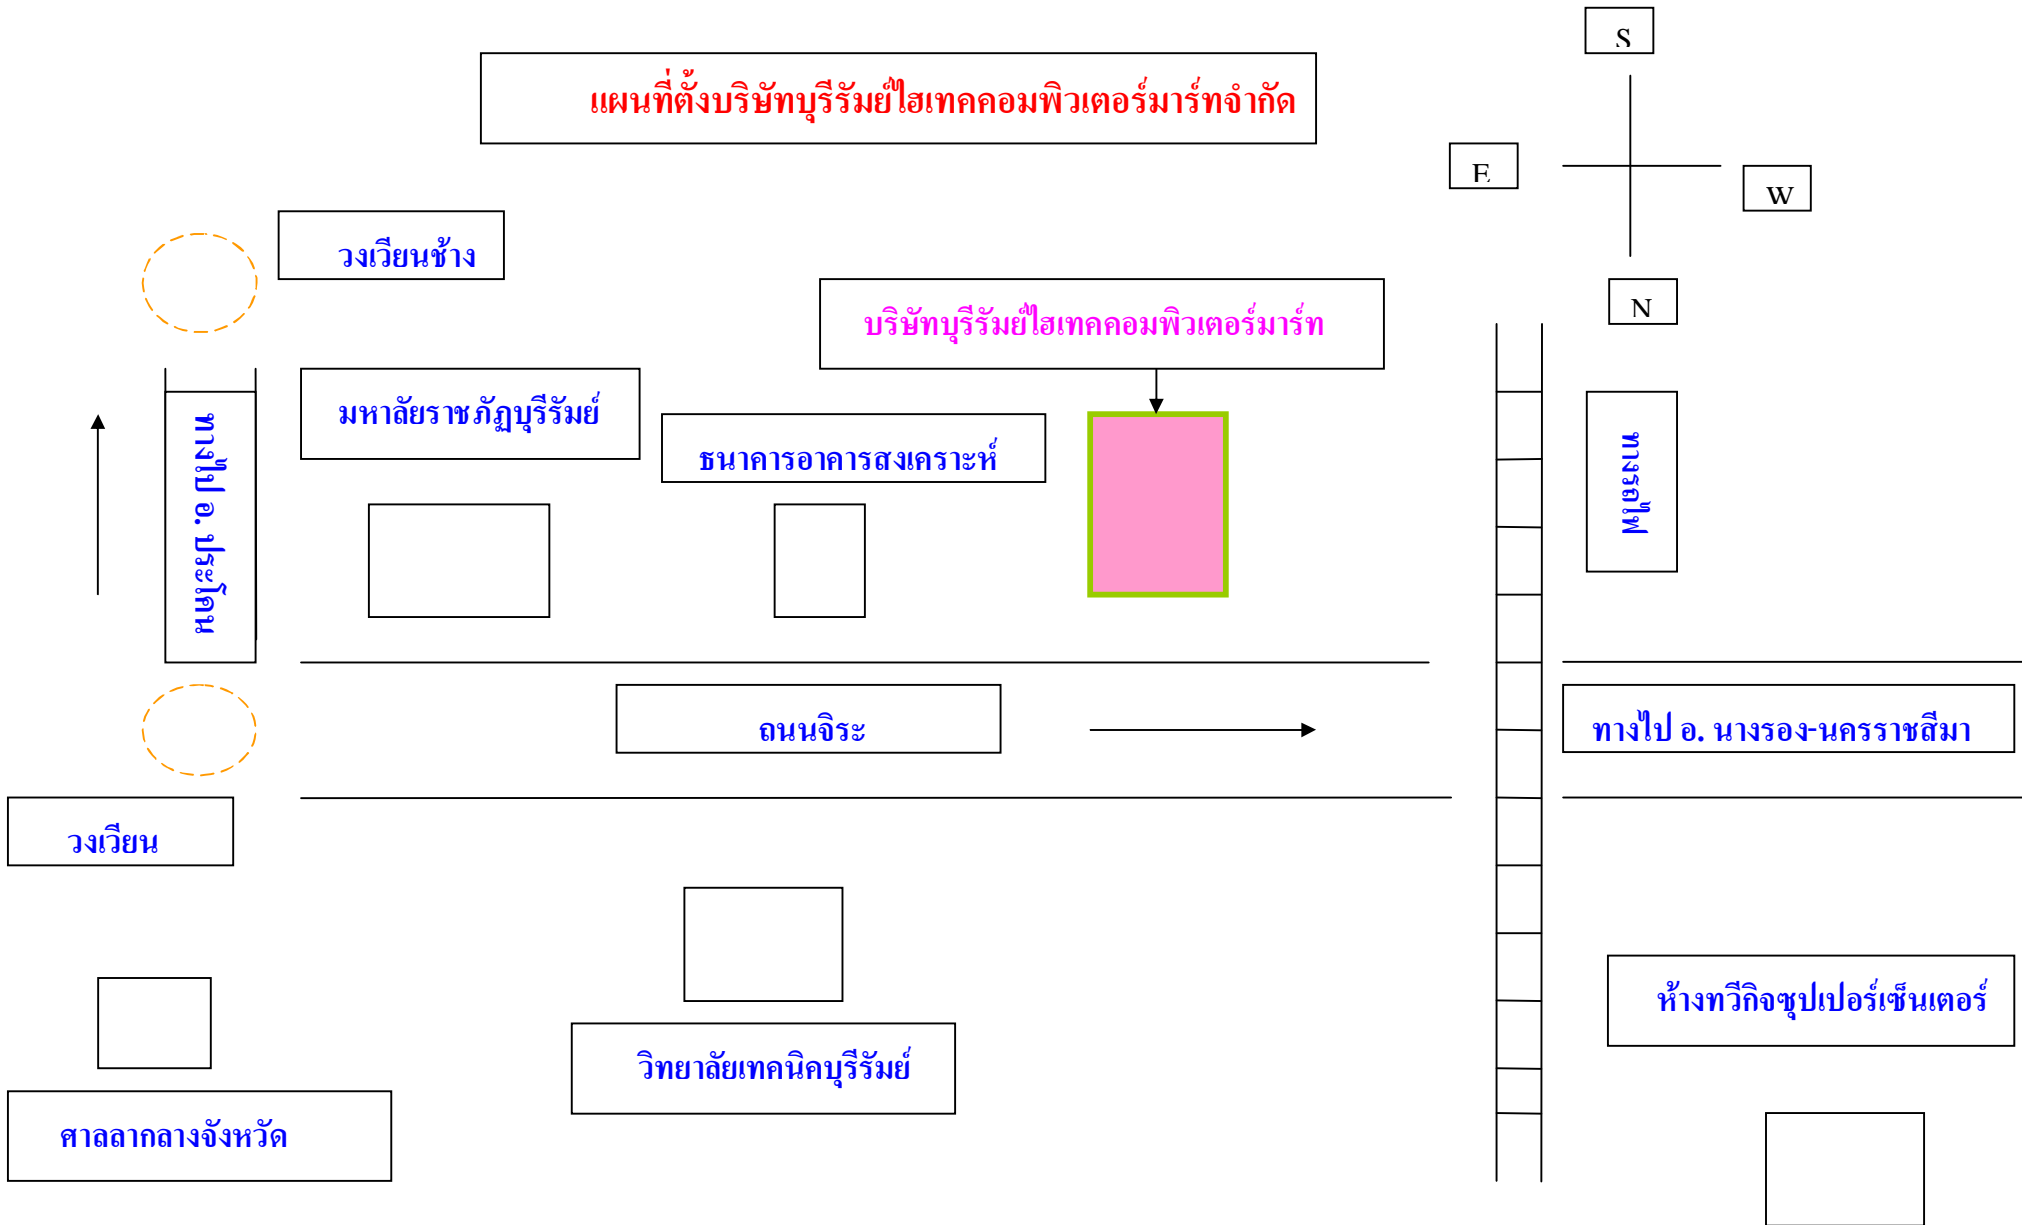 S
แผนที่ตั้งบริษัทบุรีรัมย์ไฮเทคคอมพิวเตอร์มาร์ทจำกัด
E
W
วงเวียนช้าง
บริษัทบุรีรัมย์ไฮเทคคอมพิวเตอร์มาร์ท
N
มหาลัยราชภัฏบุรีรัมย์
ธนาคารอาคารสงเคราะห์
ทางไป อ. ประโคน
ทางรถไฟ
ถนนจิระ
ทางไป อ. นางรอง-นครราชสีมา
วงเวียน
ห้างทวีกิจซุปเปอร์เซ็นเตอร์
วิทยาลัยเทคนิคบุรีรัมย์
ศาลลากลางจังหวัด